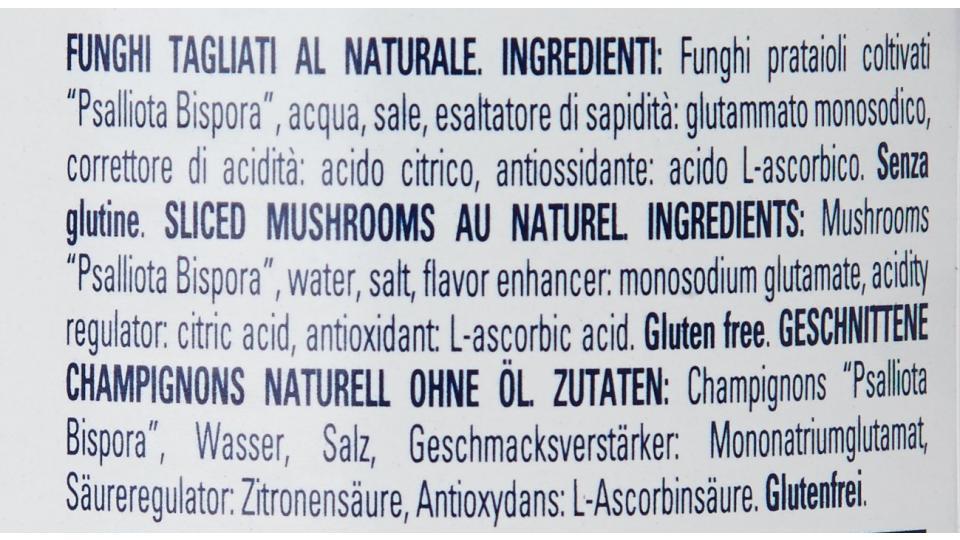 FUNGHI TAGLIATI AL NATURALE. INGREDIENTI: Funghi prataioli coltivati
“Psalliota Bispora”, acqua, sale, esaltatore di sapidità: glutammato monosodico,
correttore di acidità: acido citrico, antiossidante: acido L-ascorbico. Senza
glutine. SLICED MUSHROOMS AU NATUREL. INGREDIENTS: Mushrooms
“Psalliota Bispora”, water, salt, flavor enhancer: monosodium glutamate, acidity
regulator: citric acid, antioxidant: L-ascorbic acid. Gluten free. GESCHNITTENE
CHAMPIGNONS NATURELL OHNE ÖL. ZUTATEN: Champignons “Psalliota
Bispora”, Wasser, Salz, Geschmacksverstärker: Mononatriumglutamat,
Säureregulator: Zitronensäure, Antioxydans: L-Ascorbinsäure. Glutenfrei.